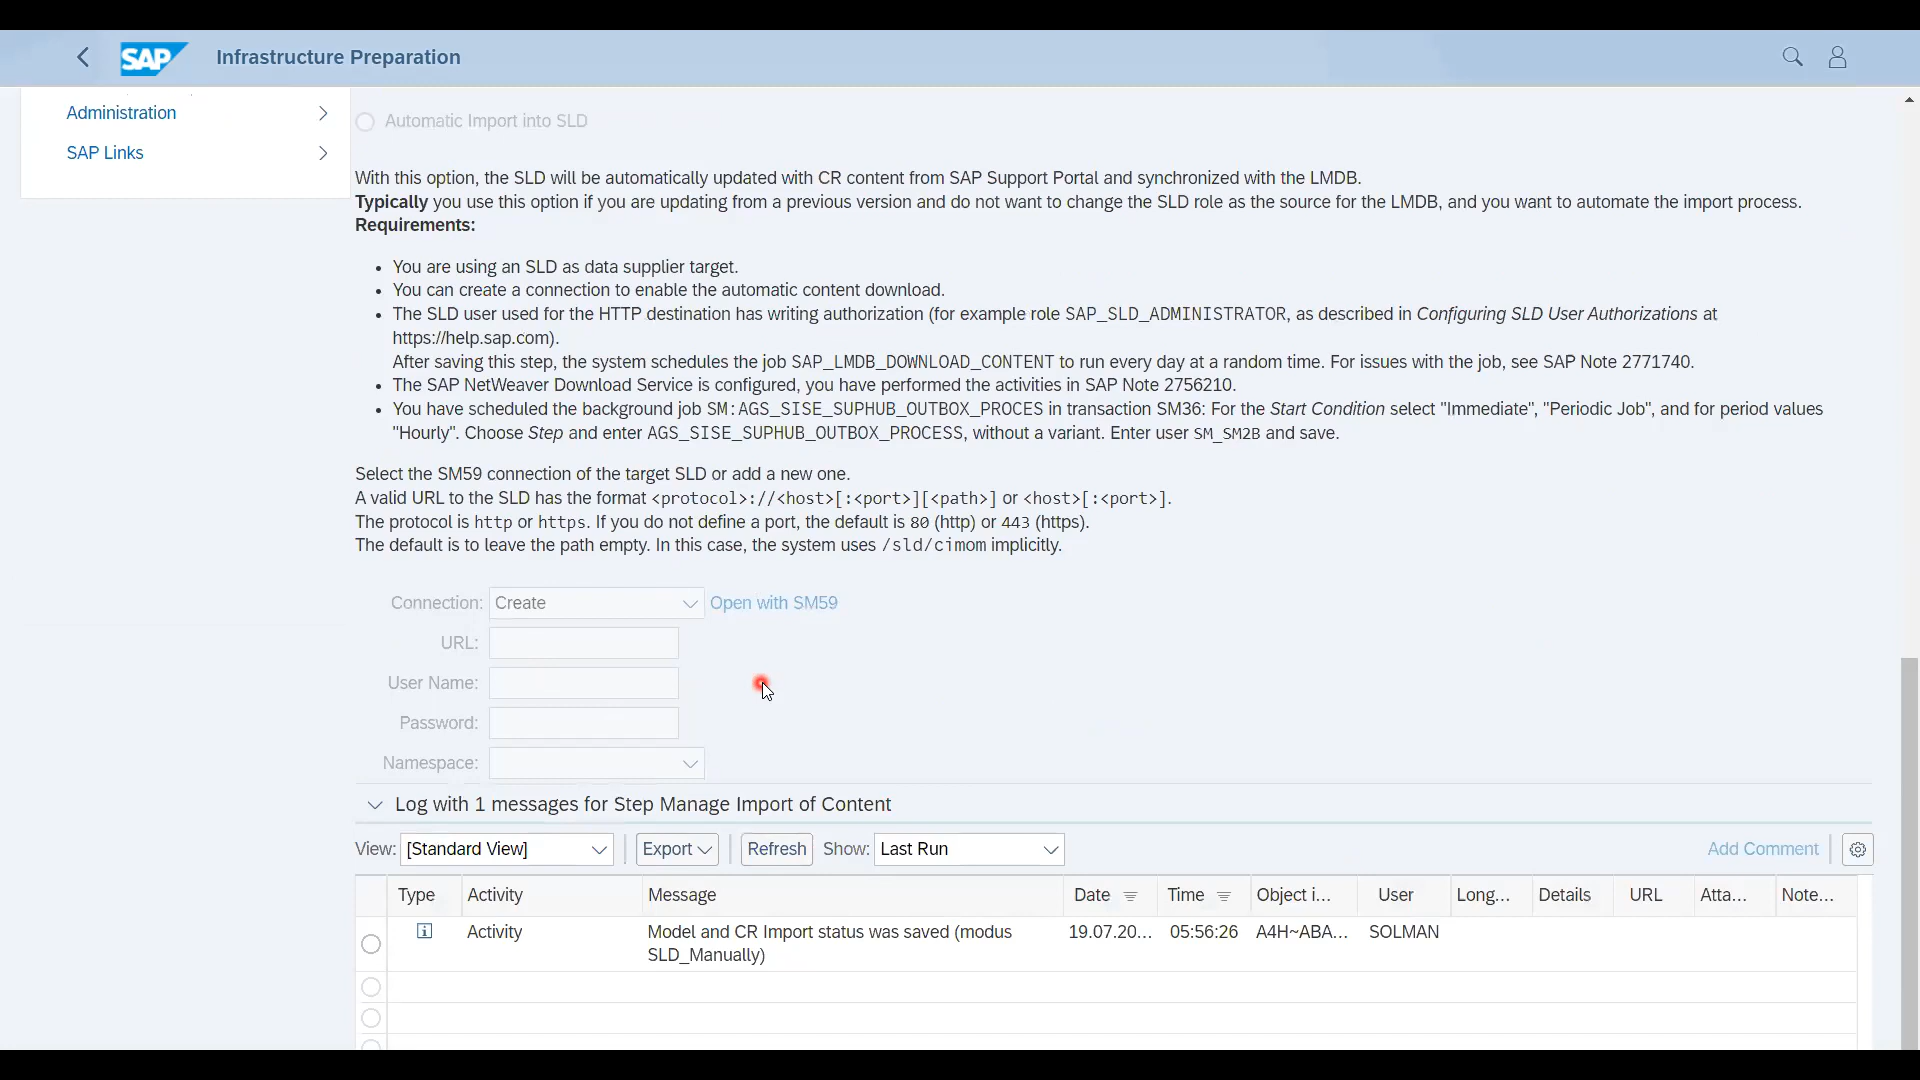 SAP
Infrastructure Preparation
Administration
SAP Links
Automatic Import into SLD
With this option, the SLD will be automatically updated with CR content from SAP Support Portal and synchronized with the LMDB.
Typically you use this option if you are updating from a previous version and do not want to change the SLD role as the source for the LMDB, and you want to automate the import process.
Requirements:
• You are using an SLD as data supplier target.
• You can create a connection to enable the automatic content download.
• The SLD user used for the HTTP destination has writing authorization (for example role SAP_SLD_ADMINISTRATOR, as described in Configuring SLD User Authorizations at
https://help.sap.com).
After saving this step, the system schedules the job SAP_LMDB_DOWNLOAD_CONTENT to run every day at a random time. For issues with the job, see SAP Note 2771740.
• The SAP NetWeaver Download Service is configured, you have performed the activities in SAP Note 2756210.
• You have scheduled the background job SM:AGS_SISE_SUPHUB_OUTBOX_PROCES in transaction SM36: For the Start Condition select "Immediate", "Periodic Job", and for period values
"Hourly". Choose Step and enter AGS_SISE_SUPHUB_OUTBOX_PROCESS, without a variant. Enter user SM_SM2B and save.
Select the SM59 connection of the target SLD or add a new one.
A valid URL to the SLD has the format <protocol>://<host>[:<port>][<path>] or <host>[:<port>].
The protocol is http or https. If you do not define a port, the default is 80 (http) or 443 (https).
The default is to leave the path empty. In this case, the system uses /sld/cimom implicitly.
Connection: Create Open with SM59
URL:
User Name:
Password:
Namespace:
Log with 1 messages for Step Manage Import of Content
View: [Standard View] Export Refresh Show: Last Run Add Comment
Type Activity Message Date Time Object i... User Long... Details URL Atta... Note...
Activity Model and CR Import status was saved (modus 19.07.20... 05:56:26 A4H~ABA... SOLMAN
SLD_Manually)